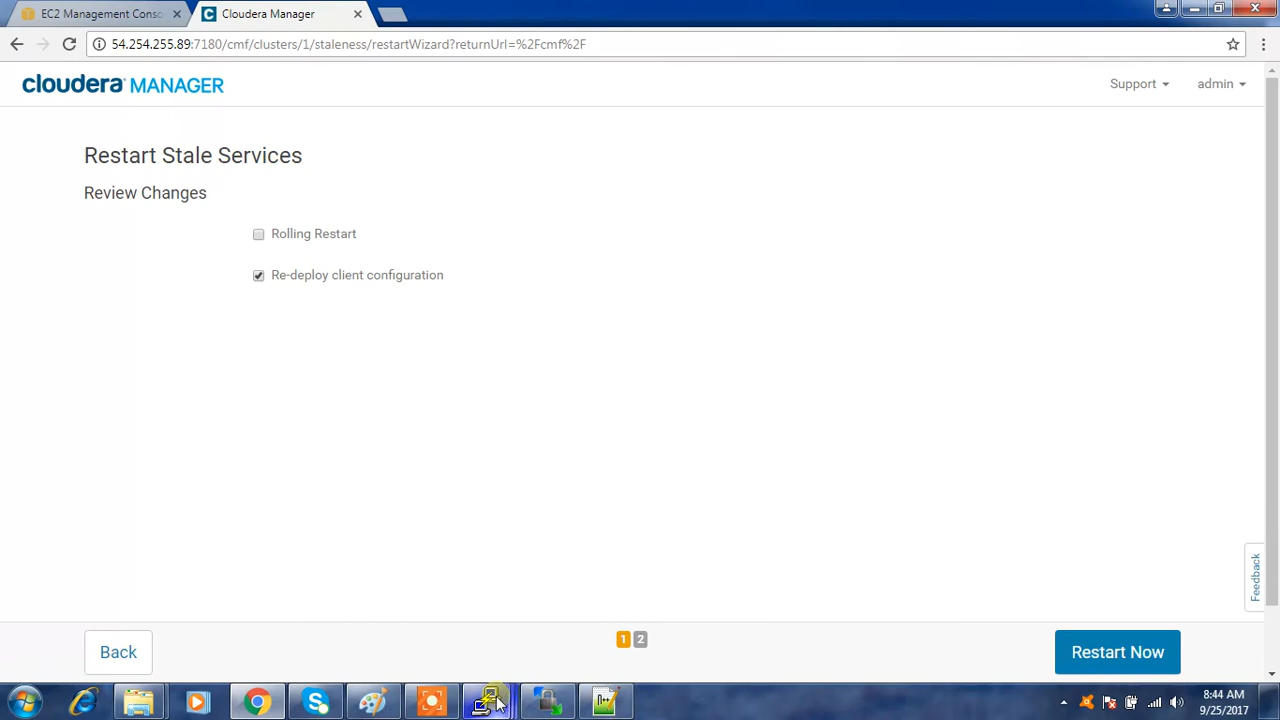 EC2 Management Conso
Cloudera Manager
54.254.255.89:7180/cmf/clusters/1/staleness/restartWizard?returnUrl=%2Fcmf%2F
cloudera MANAGER
Support
admin
Restart Stale Services
Review Changes
Rolling Restart
Re-deploy client configuration
Feedback
Back
1 2
Restart Now
8:44 AM
9/25/2017